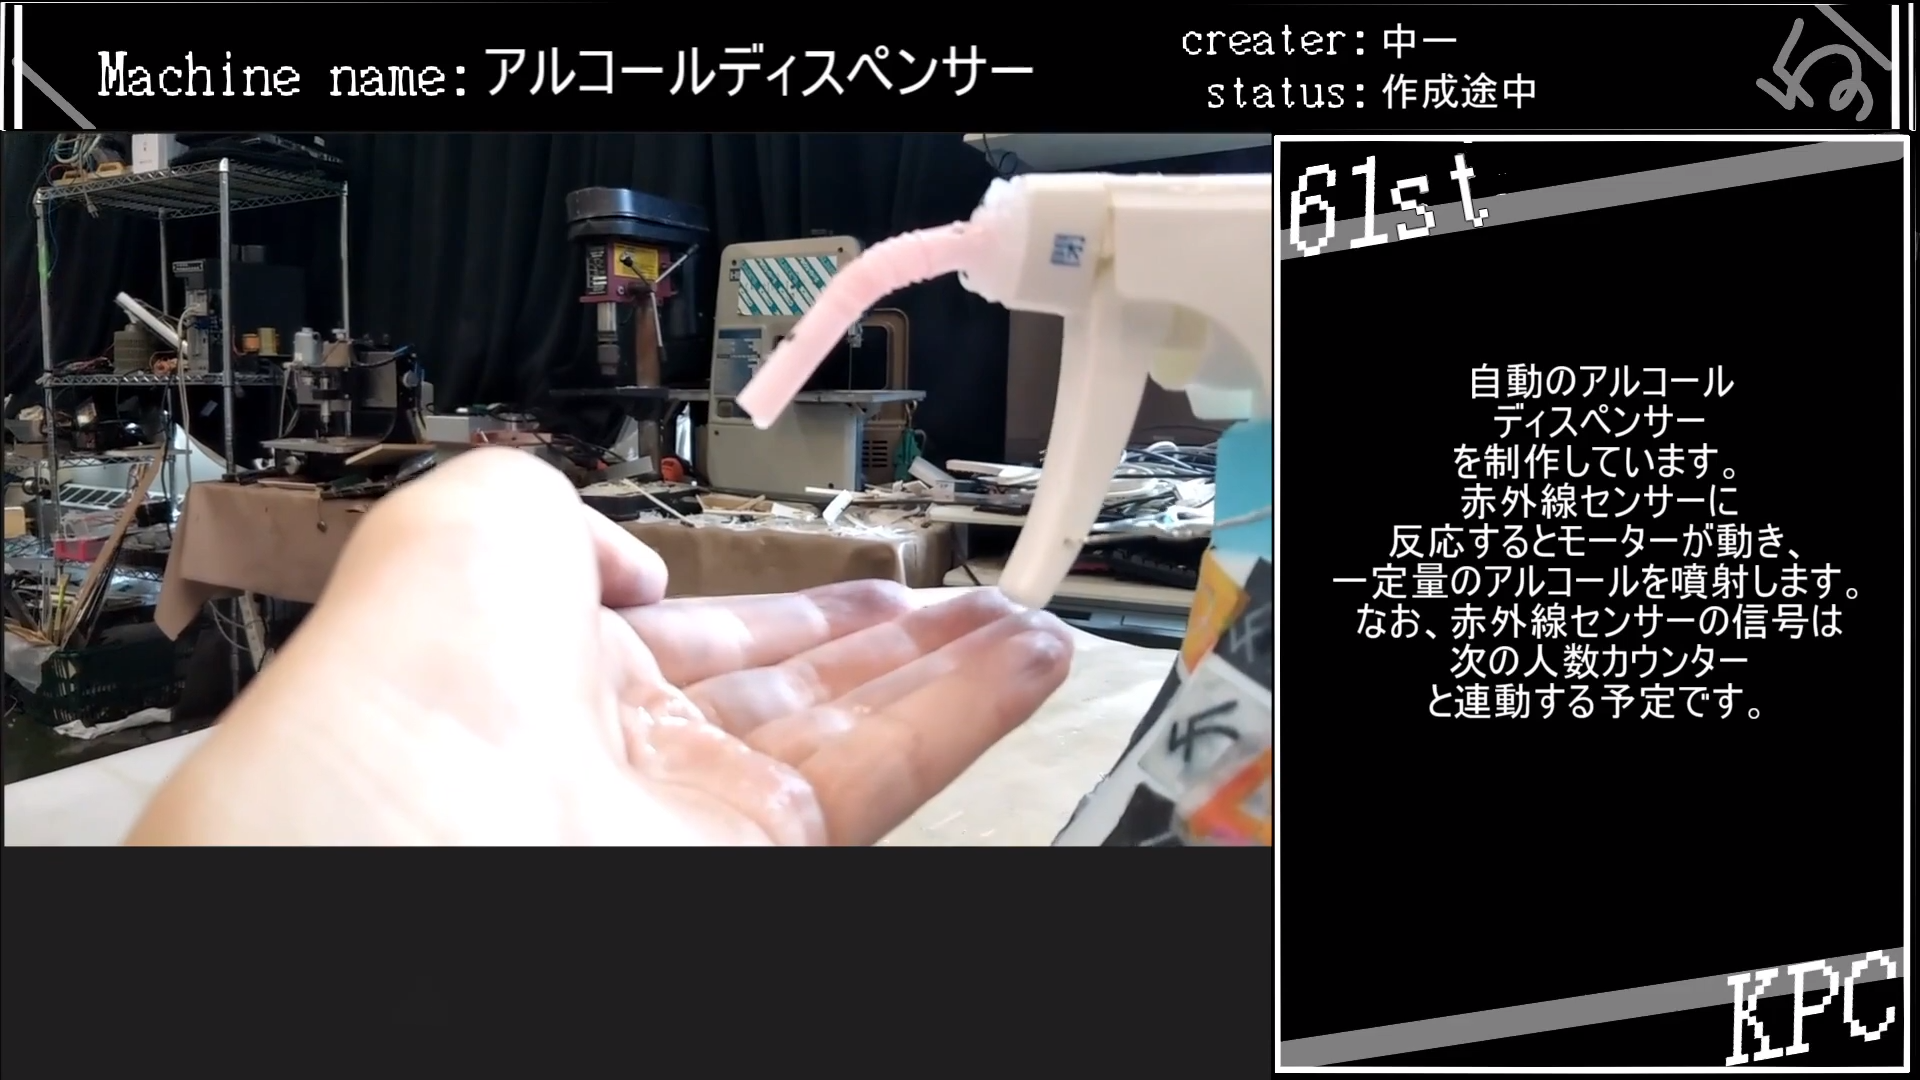 Machine name: アルコールディスペンサー
creater: 中一
status: 作成途中
61st
自動のアルコール
ディスペンサー
を制作しています。
赤外線センサーに
反応するとモーターが動き、
一定量のアルコールを噴射します。
なお、赤外線センサーの信号は
次の人数カウンター
と連動する予定です。
KPC